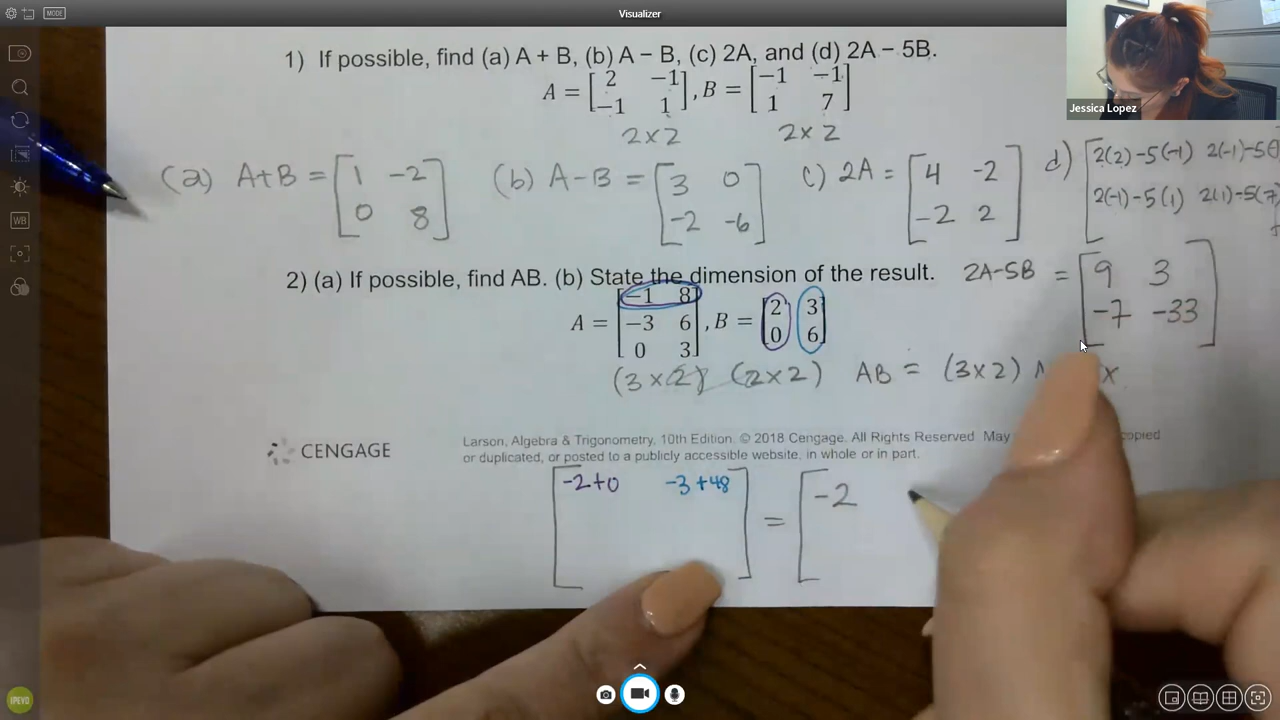 MODE
Visualizer
1) If possible, find (a) A + B, (b) A − B, (c) 2A, and (d) 2A − 5B.
A = [2 −1
−1 1], B = [−1 −1
1 7]
2×2 2×2
Jessica Lopez
(a) A+B = [1 -2
0 8]
(b) A-B = [3 0
-2 -6]
c) 2A = [4 -2
-2 2]
d) [2(2)-5(-1) 2(-1)-5(
2(-1)-5(1) 2(1)-5(7
2) (a) If possible, find AB. (b) State the dimension of the result.
2A-5B = [9 3
-7 -33]
A = [−1 8
−3 6
0 3], B = [2 3
0 6]
(3×2) (2×2) AB = (3×2)
CENGAGE
Larson, Algebra & Trigonometry, 10th Edition. © 2018 Cengage. All Rights Reserved. May copied
or duplicated, or posted to a publicly accessible website, in whole or in part.
[-2+0 -3+48] = [-2
WB
IPEVO